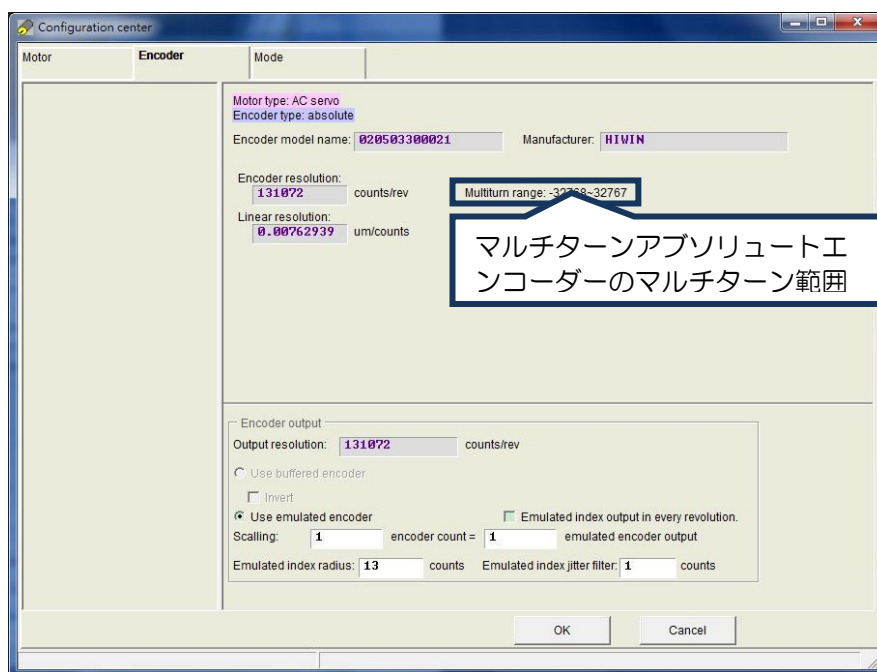 Configuration center
Motor
Encoder
Mode
Motor type: AC servo
Encoder type: absolute
Encoder model name: 020503300021 Manufacturer: HIWIN
Encoder resolution:
131072 counts/rev Multiturn range: -32768~32767
Linear resolution:
0.00762939 um/counts
マルチターンアブソリュートエ
ンコーダーのマルチターン範囲
Encoder output
Output resolution: 131072 counts/rev
Use buffered encoder
Invert
Use emulated encoder Emulated index output in every revolution.
Scalling: 1 encoder count = 1 emulated encoder output
Emulated index radius: 13 counts Emulated index jitter filter: 1 counts
OK Cancel